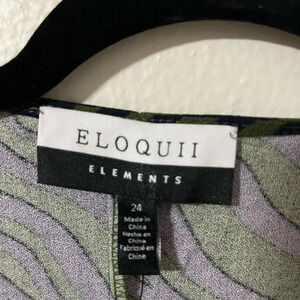 ELOQUII
ELEMENTS
24
Made in
China
Hecho en
China
Fabriqué en
Chine